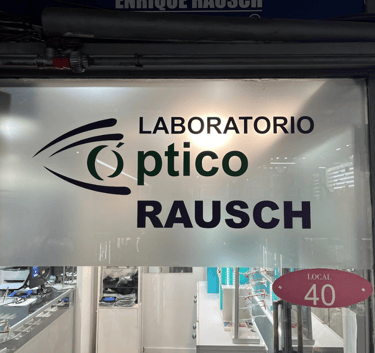 ENRIQUE RAUSCH
LABORATORIO
óptico
RAUSCH
LOCAL
40